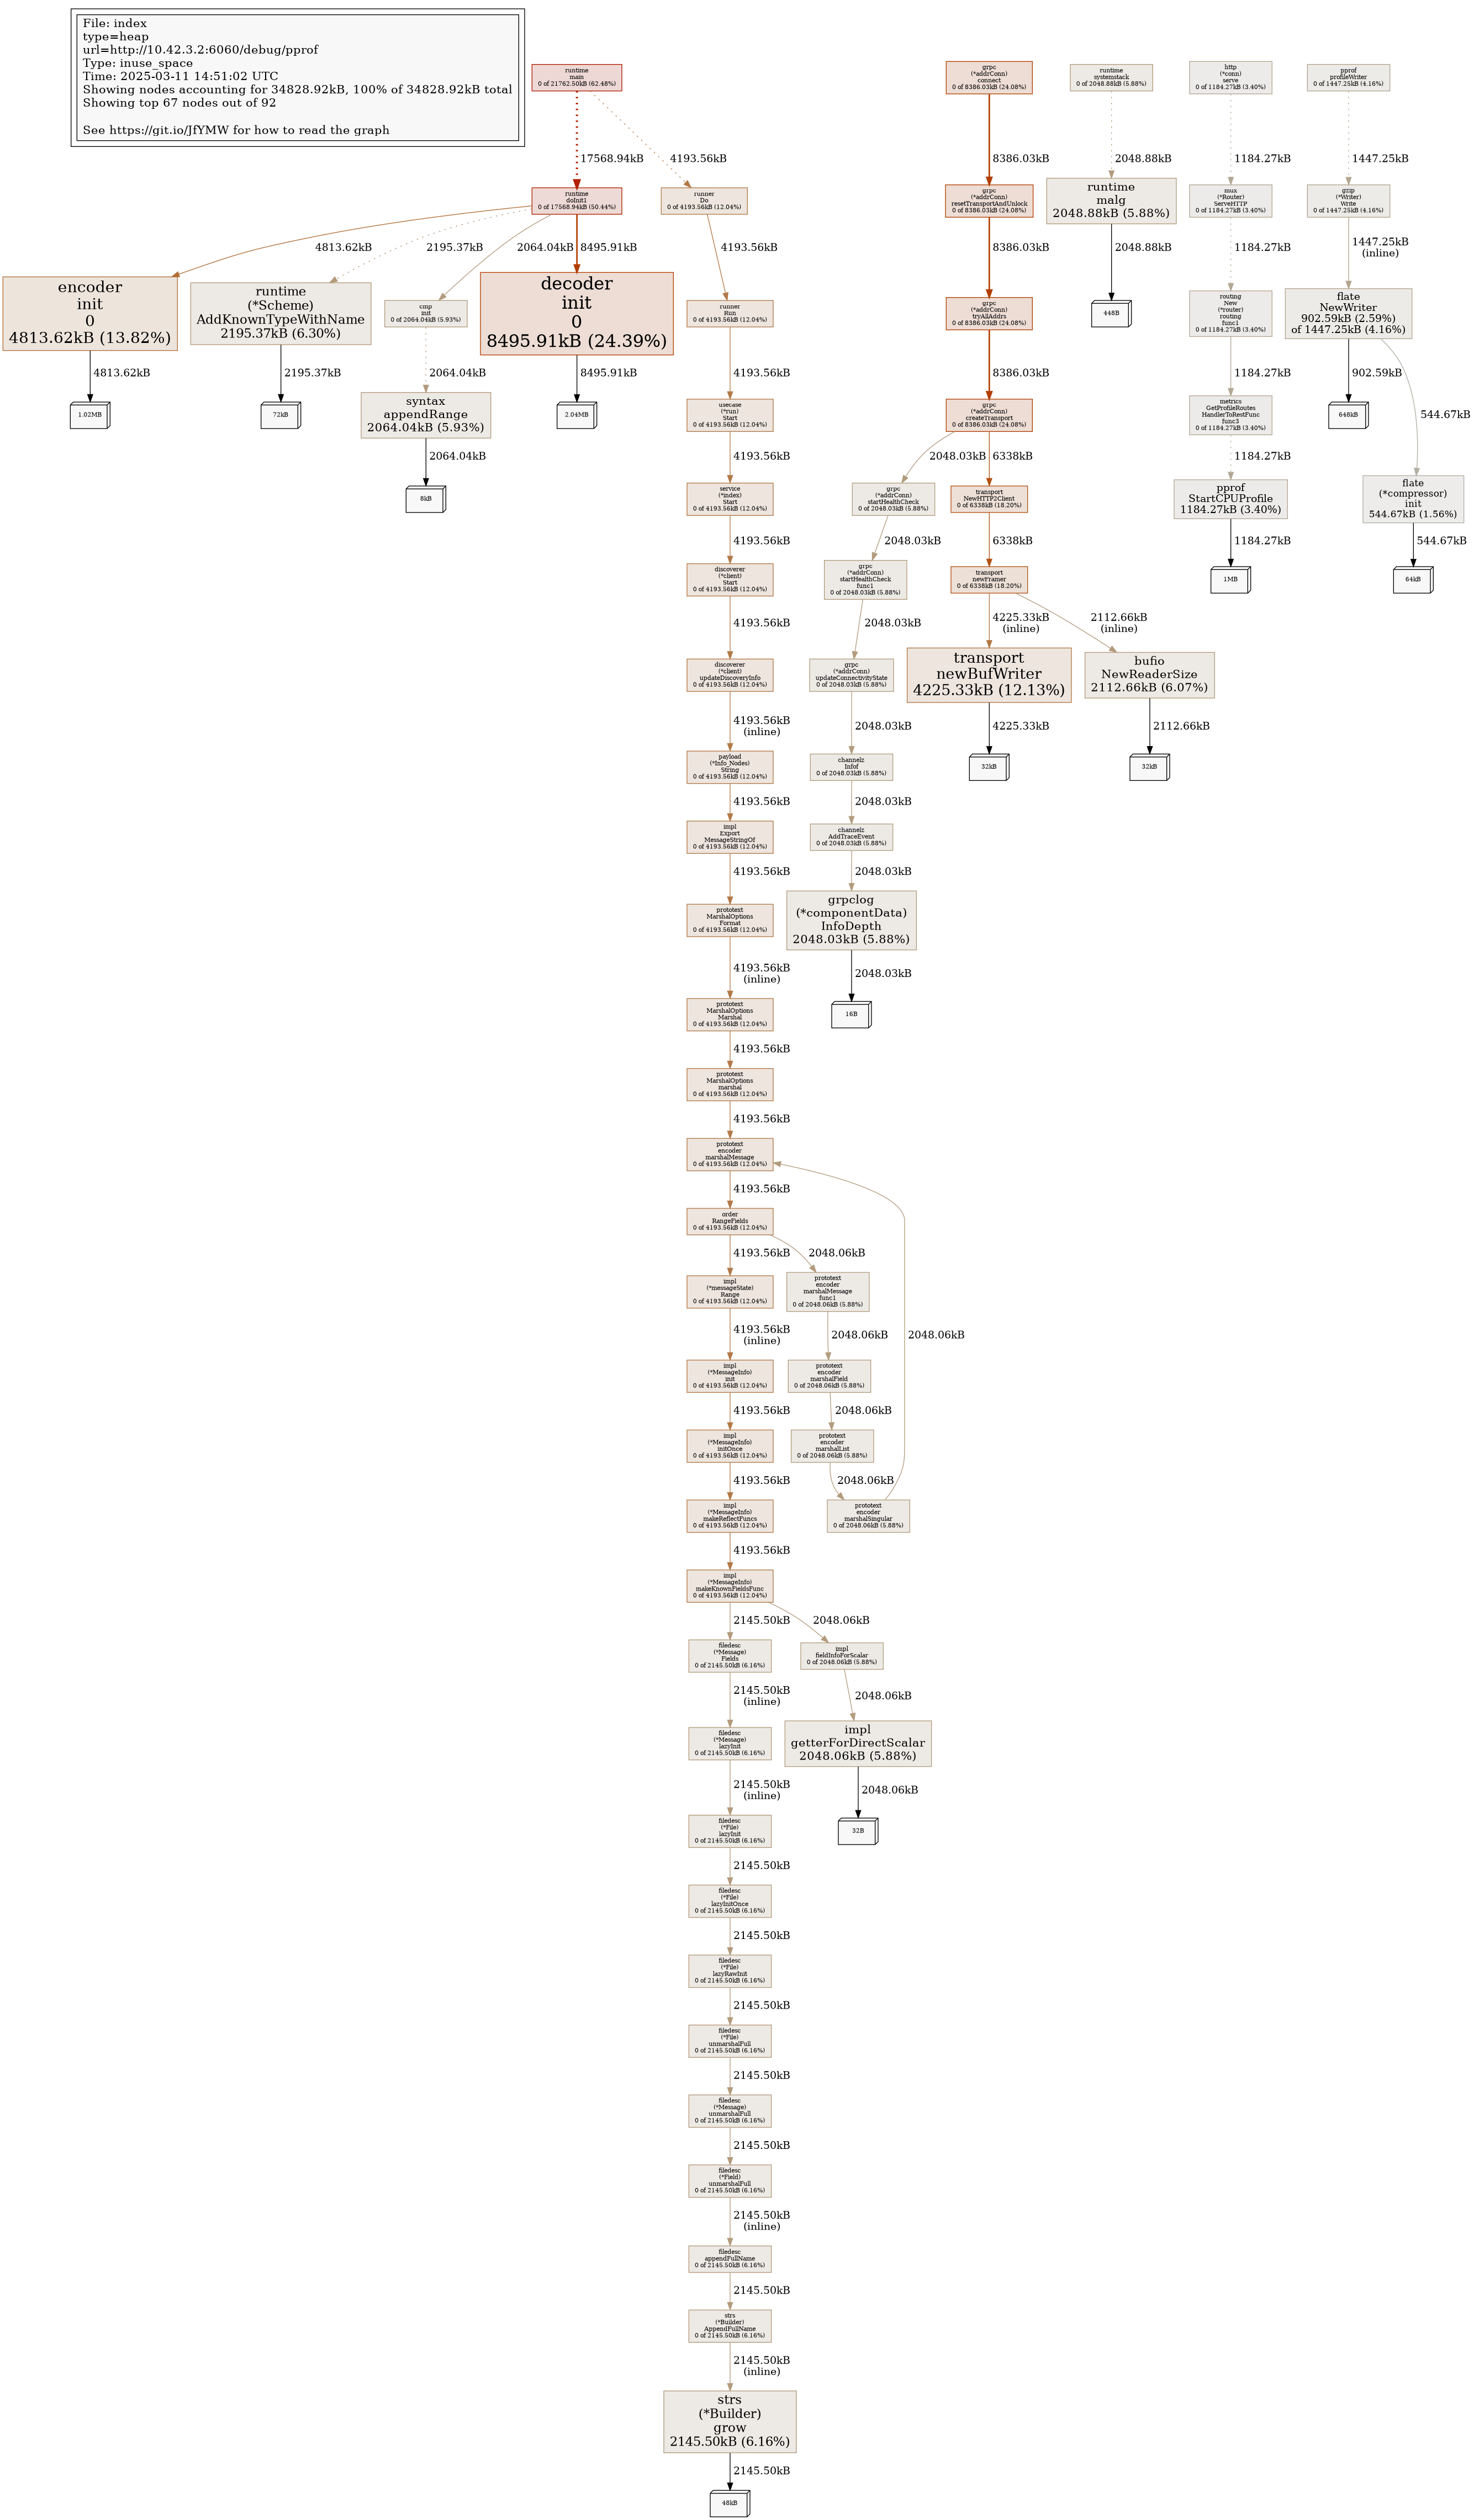 File: index
type=heap
url=http://10.42.3.2:6060/debug/pprof
Type: inuse_space
Time: 2025-03-11 14:51:02 UTC
Showing nodes accounting for 34828.92kB, 100% of 34828.92kB total
Showing top 67 nodes out of 92
See https://git.io/JfYMW for how to read the graph
runtime
main
0 of 21762.50kB (62.48%)
grpc
(*addrConn)
connect
0 of 8386.03kB (24.08%)
runtime
systemstack
0 of 2048.88kB (5.88%)
http
(*conn)
serve
0 of 1184.27kB (3.40%)
pprof
profileWriter
0 of 1447.25kB (4.16%)
17568.94kB
4193.56kB
8386.03kB
2048.88kB
1184.27kB
1447.25kB
runtime
doInit1
0 of 17568.94kB (50.44%)
runner
Do
0 of 4193.56kB (12.04%)
grpc
(*addrConn)
resetTransportAndUnlock
0 of 8386.03kB (24.08%)
runtime
malg
2048.88kB (5.88%)
mux
(*Router)
ServeHTTP
0 of 1184.27kB (3.40%)
gzip
(*Writer)
Write
0 of 1447.25kB (4.16%)
4813.62kB
2195.37kB
2064.04kB
8495.91kB
4193.56kB
8386.03kB
2048.88kB
1184.27kB
1447.25kB
(inline)
encoder
init
0
4813.62kB (13.82%)
runtime
(*Scheme)
AddKnownTypeWithName
2195.37kB (6.30%)
cmp
init
0 of 2064.04kB (5.93%)
decoder
init
0
8495.91kB (24.39%)
runner
Run
0 of 4193.56kB (12.04%)
grpc
(*addrConn)
tryAllAddrs
0 of 8386.03kB (24.08%)
448B
routing
New
(*router)
routing
func1
0 of 1184.27kB (3.40%)
flate
NewWriter
902.59kB (2.59%)
of 1447.25kB (4.16%)
4813.62kB
2195.37kB
2064.04kB
8495.91kB
4193.56kB
8386.03kB
1184.27kB
902.59kB
544.67kB
1.02MB
72kB
syntax
appendRange
2064.04kB (5.93%)
2.04MB
usecase
(*run)
Start
0 of 4193.56kB (12.04%)
grpc
(*addrConn)
createTransport
0 of 8386.03kB (24.08%)
metrics
GetProfileRoutes
HandlerToRestFunc
func3
0 of 1184.27kB (3.40%)
648kB
2064.04kB
4193.56kB
2048.03kB
6338kB
1184.27kB
8kB
service
(*index)
Start
0 of 4193.56kB (12.04%)
grpc
(*addrConn)
startHealthCheck
0 of 2048.03kB (5.88%)
transport
NewHTTP2Client
0 of 6338kB (18.20%)
pprof
StartCPUProfile
1184.27kB (3.40%)
flate
(*compressor)
init
544.67kB (1.56%)
4193.56kB
2048.03kB
6338kB
1184.27kB
544.67kB
discoverer
(*client)
Start
0 of 4193.56kB (12.04%)
grpc
(*addrConn)
startHealthCheck
func1
0 of 2048.03kB (5.88%)
transport
newFramer
0 of 6338kB (18.20%)
1MB
64kB
4193.56kB
2048.03kB
4225.33kB
(inline)
2112.66kB
(inline)
discoverer
(*client)
updateDiscoveryInfo
0 of 4193.56kB (12.04%)
grpc
(*addrConn)
updateConnectivityState
0 of 2048.03kB (5.88%)
transport
newBufWriter
4225.33kB (12.13%)
bufio
NewReaderSize
2112.66kB (6.07%)
4193.56kB
(inline)
2048.03kB
4225.33kB
2112.66kB
payload
(*Info_Nodes)
String
0 of 4193.56kB (12.04%)
channelz
Infof
0 of 2048.03kB (5.88%)
32kB
32kB
4193.56kB
2048.03kB
impl
Export
MessageStringOf
0 of 4193.56kB (12.04%)
channelz
AddTraceEvent
0 of 2048.03kB (5.88%)
4193.56kB
2048.03kB
prototext
MarshalOptions
Format
0 of 4193.56kB (12.04%)
grpclog
(*componentData)
InfoDepth
2048.03kB (5.88%)
4193.56kB
(inline)
2048.03kB
prototext
MarshalOptions
Marshal
0 of 4193.56kB (12.04%)
16B
4193.56kB
prototext
MarshalOptions
marshal
0 of 4193.56kB (12.04%)
4193.56kB
prototext
encoder
marshalMessage
0 of 4193.56kB (12.04%)
4193.56kB
order
RangeFields
0 of 4193.56kB (12.04%)
4193.56kB
2048.06kB
impl
(*messageState)
Range
0 of 4193.56kB (12.04%)
prototext
encoder
marshalMessage
func1
0 of 2048.06kB (5.88%)
4193.56kB
(inline)
2048.06kB
2048.06kB
impl
(*MessageInfo)
init
0 of 4193.56kB (12.04%)
prototext
encoder
marshalField
0 of 2048.06kB (5.88%)
4193.56kB
2048.06kB
impl
(*MessageInfo)
initOnce
0 of 4193.56kB (12.04%)
prototext
encoder
marshalList
0 of 2048.06kB (5.88%)
4193.56kB
2048.06kB
impl
(*MessageInfo)
makeReflectFuncs
0 of 4193.56kB (12.04%)
prototext
encoder
marshalSingular
0 of 2048.06kB (5.88%)
4193.56kB
impl
(*MessageInfo)
makeKnownFieldsFunc
0 of 4193.56kB (12.04%)
2145.50kB
2048.06kB
filedesc
(*Message)
Fields
0 of 2145.50kB (6.16%)
impl
fieldInfoForScalar
0 of 2048.06kB (5.88%)
2145.50kB
(inline)
2048.06kB
filedesc
(*Message)
lazyInit
0 of 2145.50kB (6.16%)
impl
getterForDirectScalar
2048.06kB (5.88%)
2145.50kB
(inline)
2048.06kB
filedesc
(*File)
lazyInit
0 of 2145.50kB (6.16%)
32B
2145.50kB
filedesc
(*File)
lazyInitOnce
0 of 2145.50kB (6.16%)
2145.50kB
filedesc
(*File)
lazyRawInit
0 of 2145.50kB (6.16%)
2145.50kB
filedesc
(*File)
unmarshalFull
0 of 2145.50kB (6.16%)
2145.50kB
filedesc
(*Message)
unmarshalFull
0 of 2145.50kB (6.16%)
2145.50kB
filedesc
(*Field)
unmarshalFull
0 of 2145.50kB (6.16%)
2145.50kB
(inline)
filedesc
appendFullName
0 of 2145.50kB (6.16%)
2145.50kB
strs
(*Builder)
AppendFullName
0 of 2145.50kB (6.16%)
2145.50kB
(inline)
strs
(*Builder)
grow
2145.50kB (6.16%)
2145.50kB
48kB